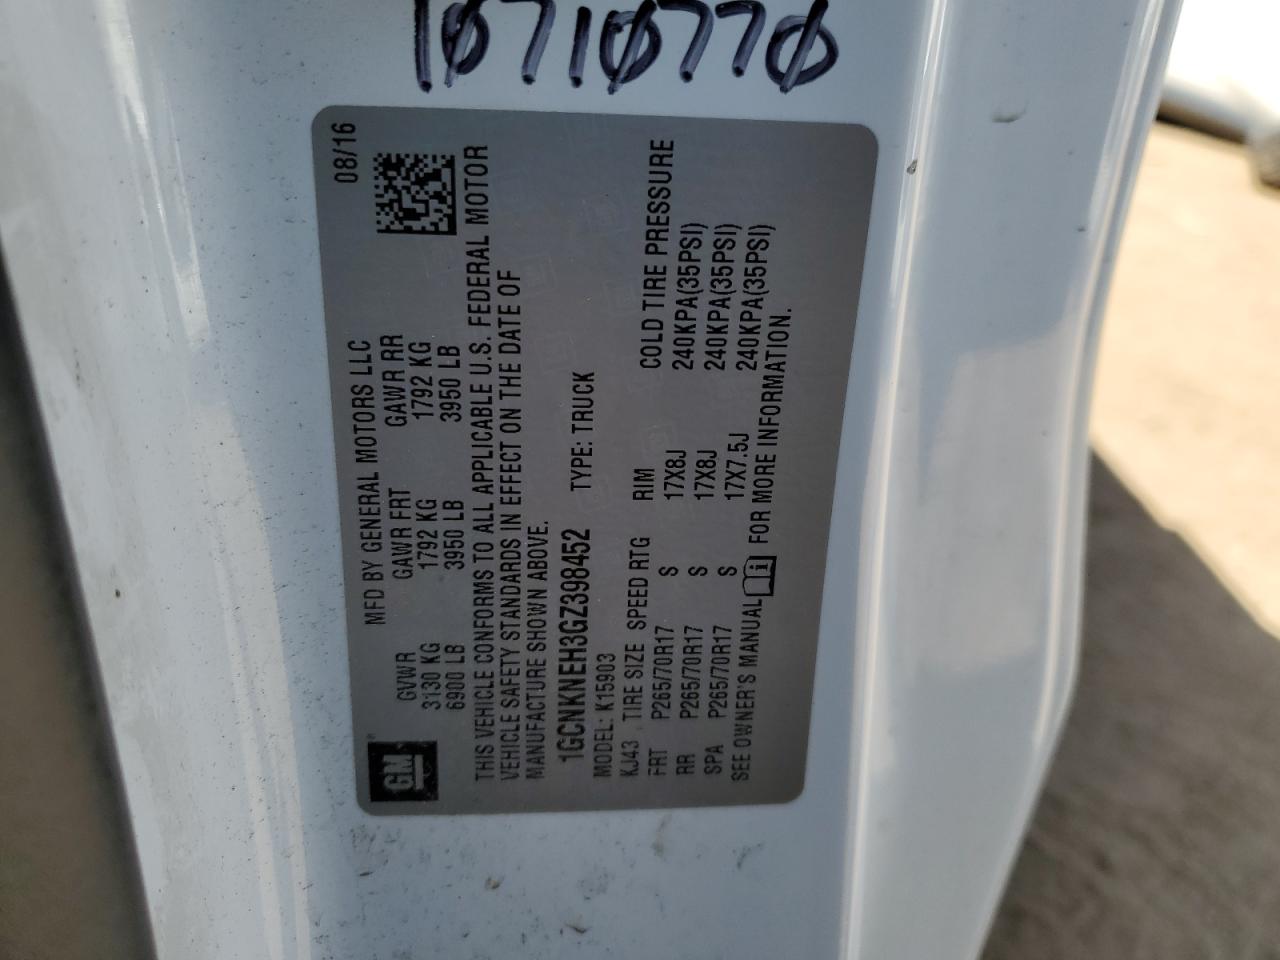 10710770
08/16
MFD BY GENERAL MOTORS LLC
GVWR GAWR FRT GAWR RR
3130 KG 1792 KG 1792 KG
6900 LB 3950 LB 3950 LB
GM
THIS VEHICLE CONFORMS TO ALL APPLICABLE U.S. FEDERAL MOTOR
VEHICLE SAFETY STANDARDS IN EFFECT ON THE DATE OF
MANUFACTURE SHOWN ABOVE.
1GCNKNEH3GZ398452 TYPE: TRUCK
MODEL: K15903
KJ43 TIRE SIZE SPEED RTG RIM COLD TIRE PRESSURE
FRT P265/70R17 S 17X8J 240KPA(35PSI)
RR P265/70R17 S 17X8J 240KPA(35PSI)
SPA P265/70R17 S 17X7.5J 240KPA(35PSI)
SEE OWNER'S MANUAL i FOR MORE INFORMATION.